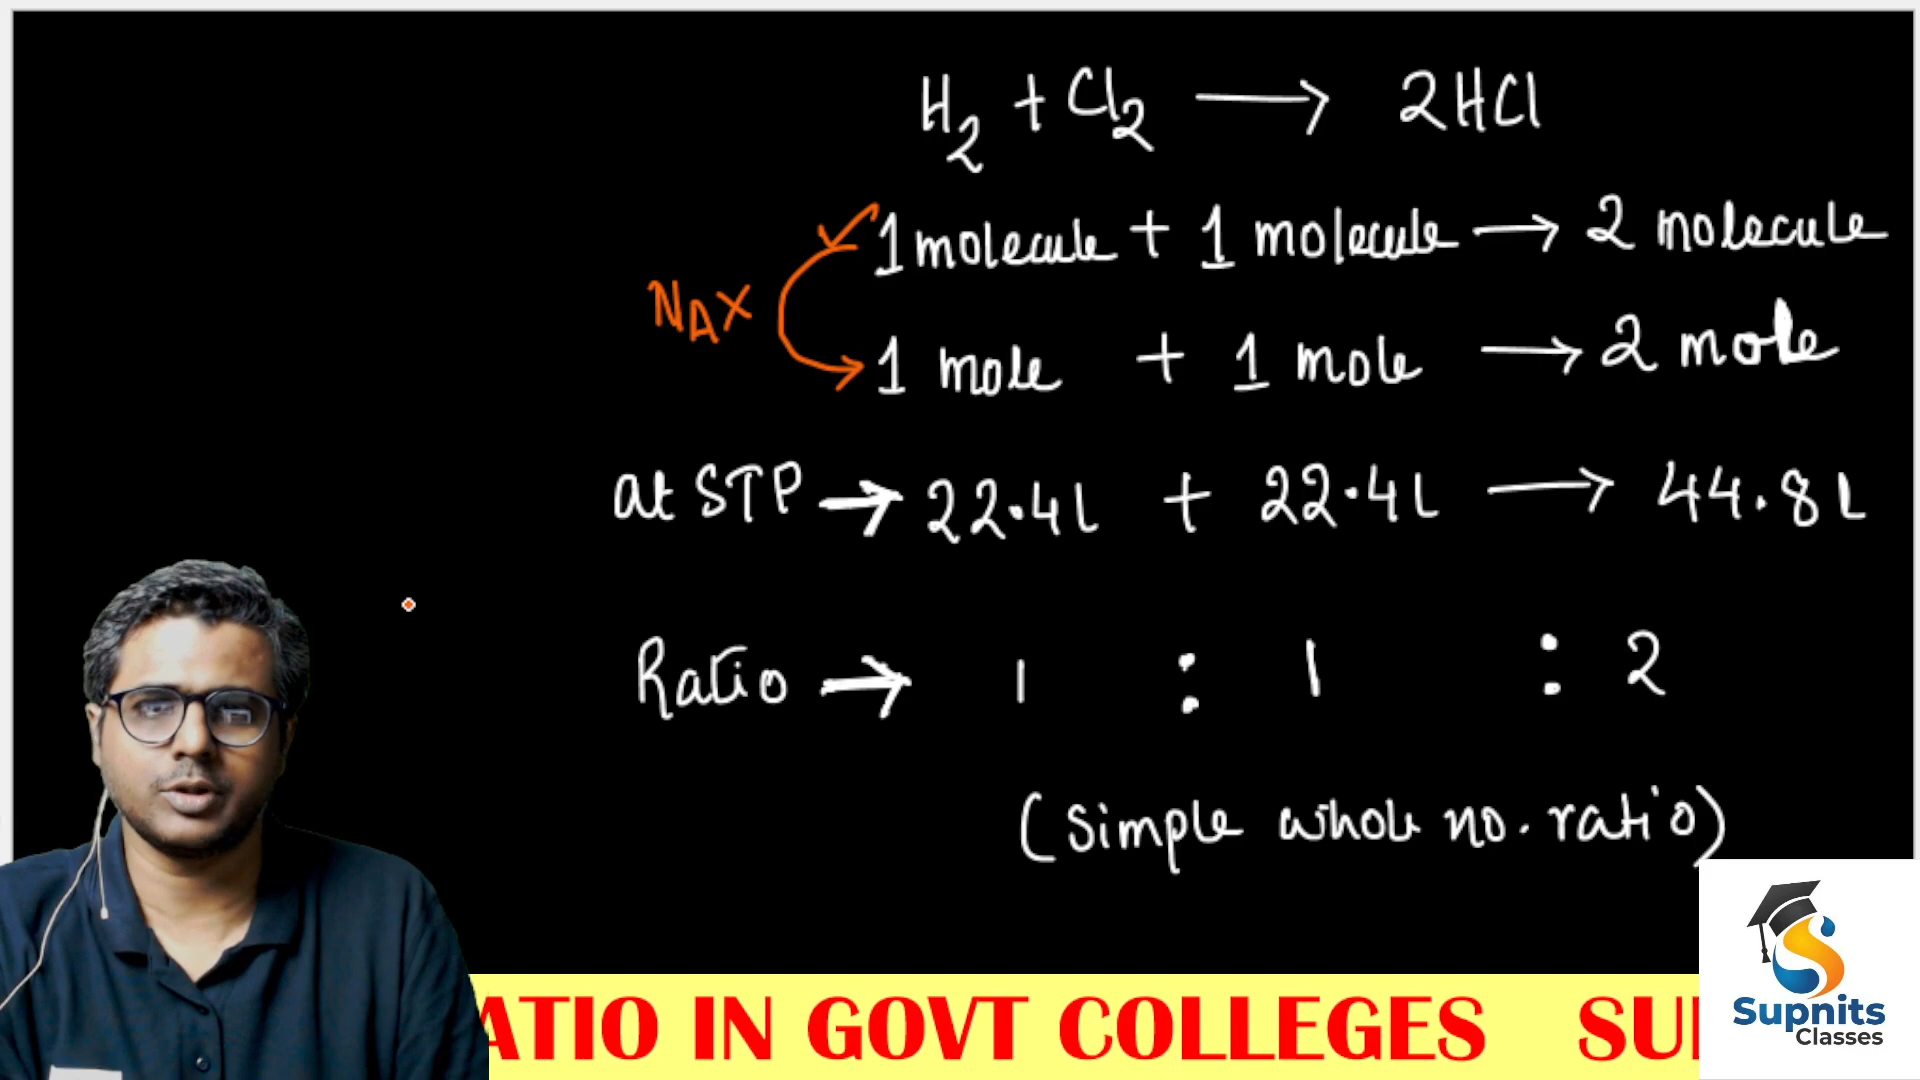 H₂ + Cl₂ ⟶ 2HCl
1 molecule + 1 molecule ⟶ 2 molecule
NA X
1 mole + 1 mole ⟶ 2 mole
at STP → 22.4L + 22.4L ⟶ 44.8L
Ratio → 1 : 1 : 2
(simple whole no. ratio)
ATIO IN GOVT COLLEGES SU
Supnits
Classes